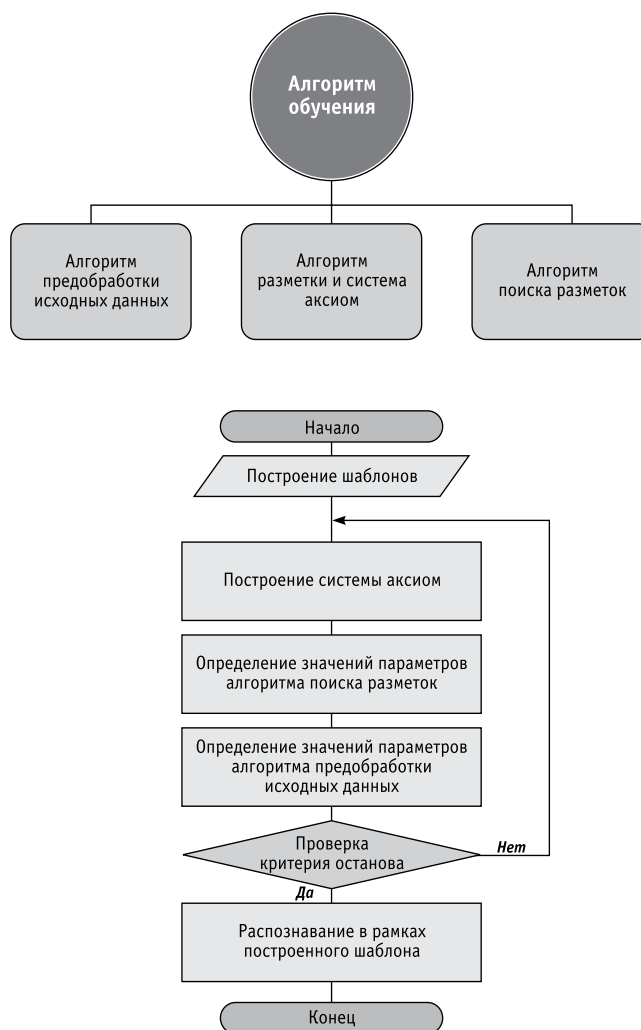 Алгоритм
обучения
Алгоритм
предобработки
исходных данных
Алгоритм
разметки и система
аксиом
Алгоритм
поиска разметок
Начало
Построение шаблонов
Построение системы аксиом
Определение значений параметров
алгоритма поиска разметок
Определение значений параметров
алгоритма предобработки
исходных данных
Проверка
критерия останова
Нет
Да
Распознавание в рамках
построенного шаблона
Конец